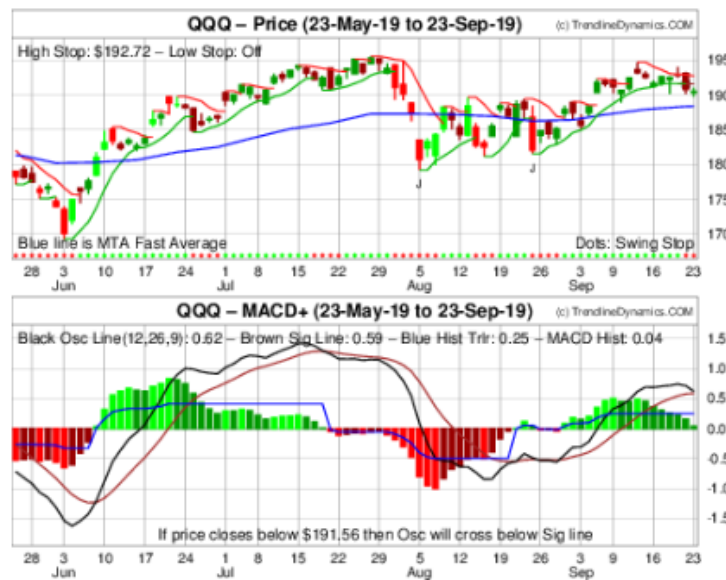 QQQ – Price (23-May-19 to 23-Sep-19) (c) TrendlineDynamics.COM
High Stop: $192.72 – Low Stop: Off
195
190
185
180
175
170
J
J
Blue line is MTA Fast Average Dots: Swing Stop
28 3 10 17 24 1 8 15 22 29 5 12 19 26 3 9 16 23
Jun Jul Aug Sep
QQQ – MACD+ (23-May-19 to 23-Sep-19) (c) TrendlineDynamics.COM
Black Osc Line(12,26,9): 0.62 – Brown Sig Line: 0.59 – Blue Hist Trlr: 0.25 – MACD Hist: 0.04
1.5
1.0
0.5
0.0
-0.5
-1.0
-1.5
If price closes below $191.56 then Osc will cross below Sig line
28 3 10 17 24 1 8 15 22 29 5 12 19 26 3 9 16 23
Jun Jul Aug Sep